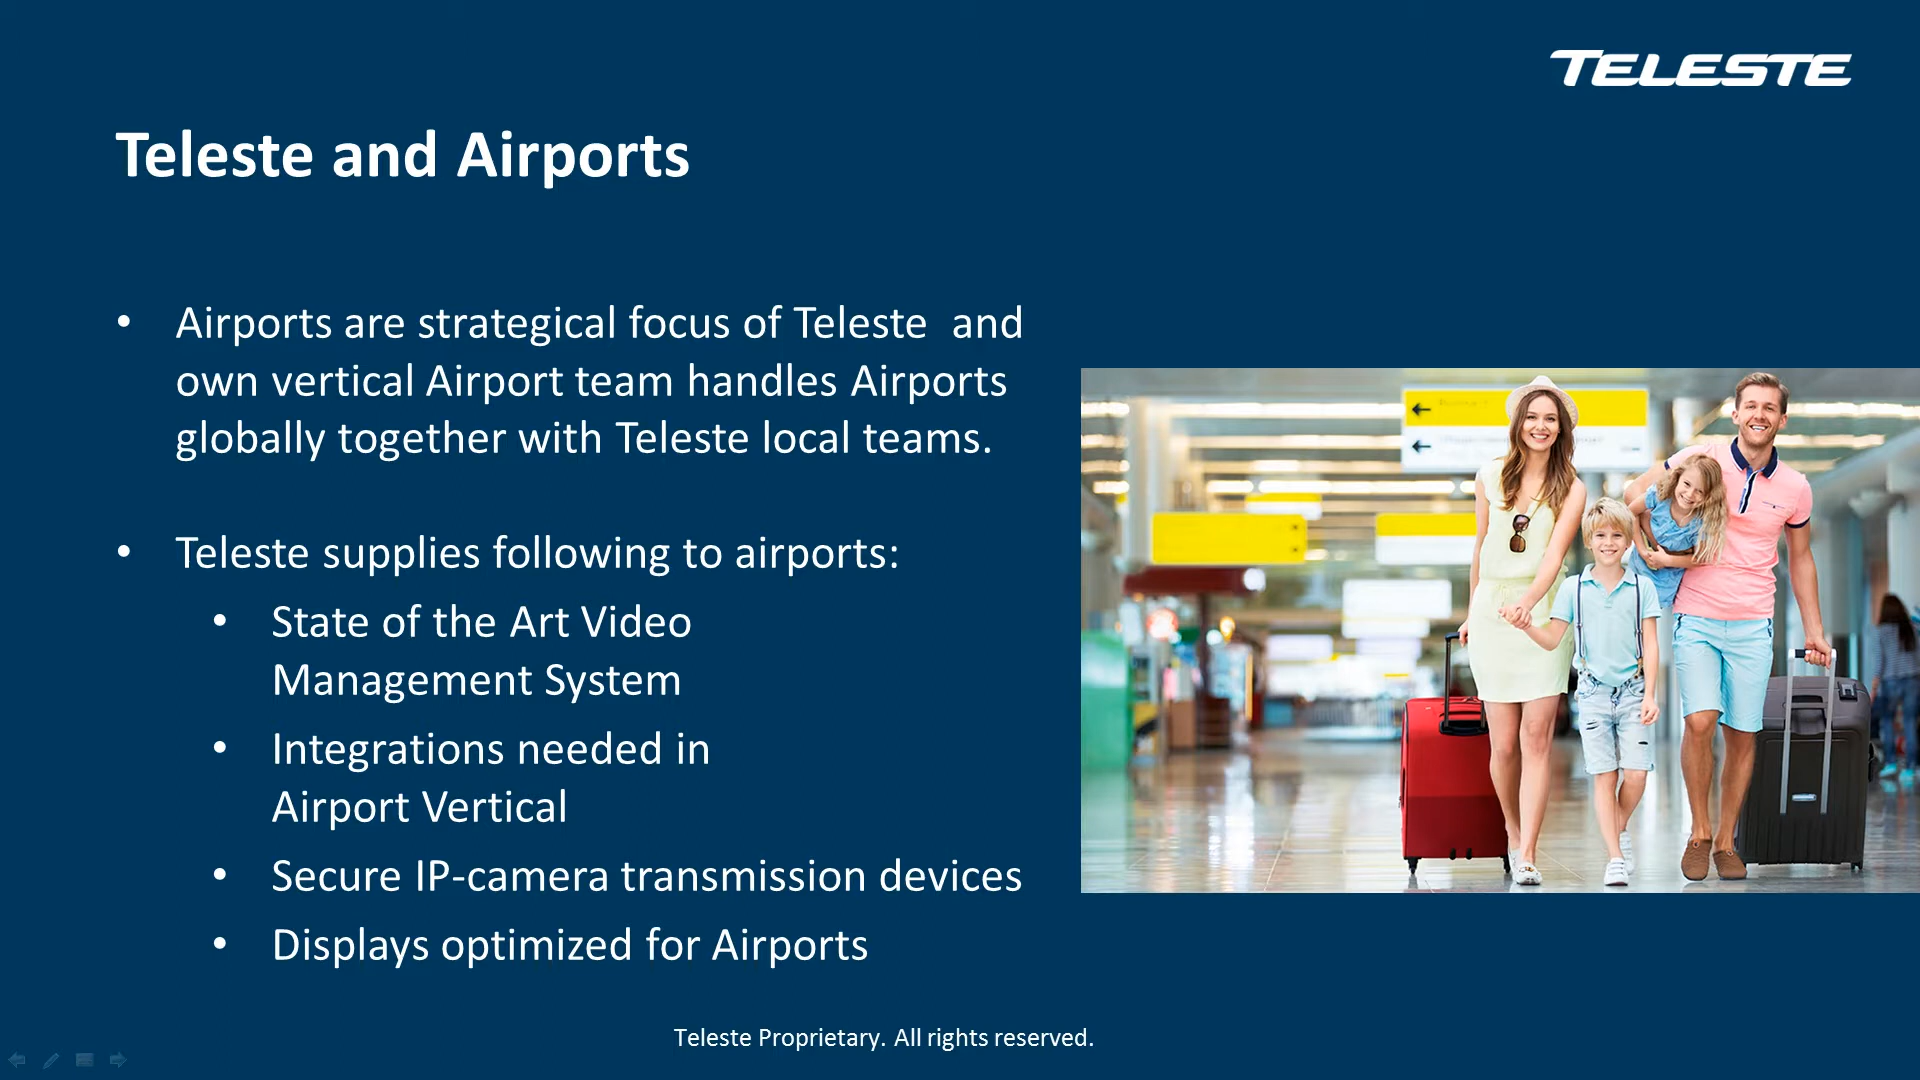 TELESTE
Teleste and Airports
• Airports are strategical focus of Teleste  and
own vertical Airport team handles Airports
globally together with Teleste local teams.
• Teleste supplies following to airports:
• State of the Art Video
Management System
• Integrations needed in
Airport Vertical
• Secure IP-camera transmission devices
• Displays optimized for Airports
Teleste Proprietary. All rights reserved.